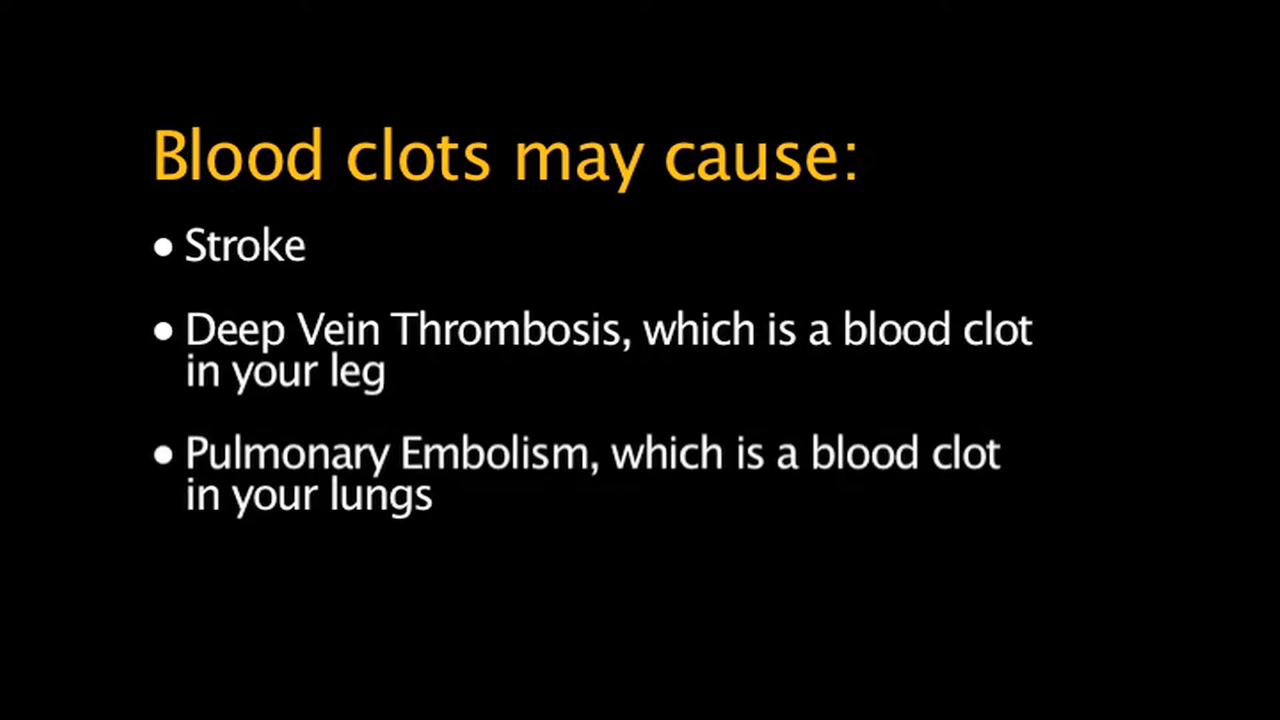 Blood clots may cause:
• Stroke
• Deep Vein Thrombosis, which is a blood clot
in your leg
• Pulmonary Embolism, which is a blood clot
in your lungs